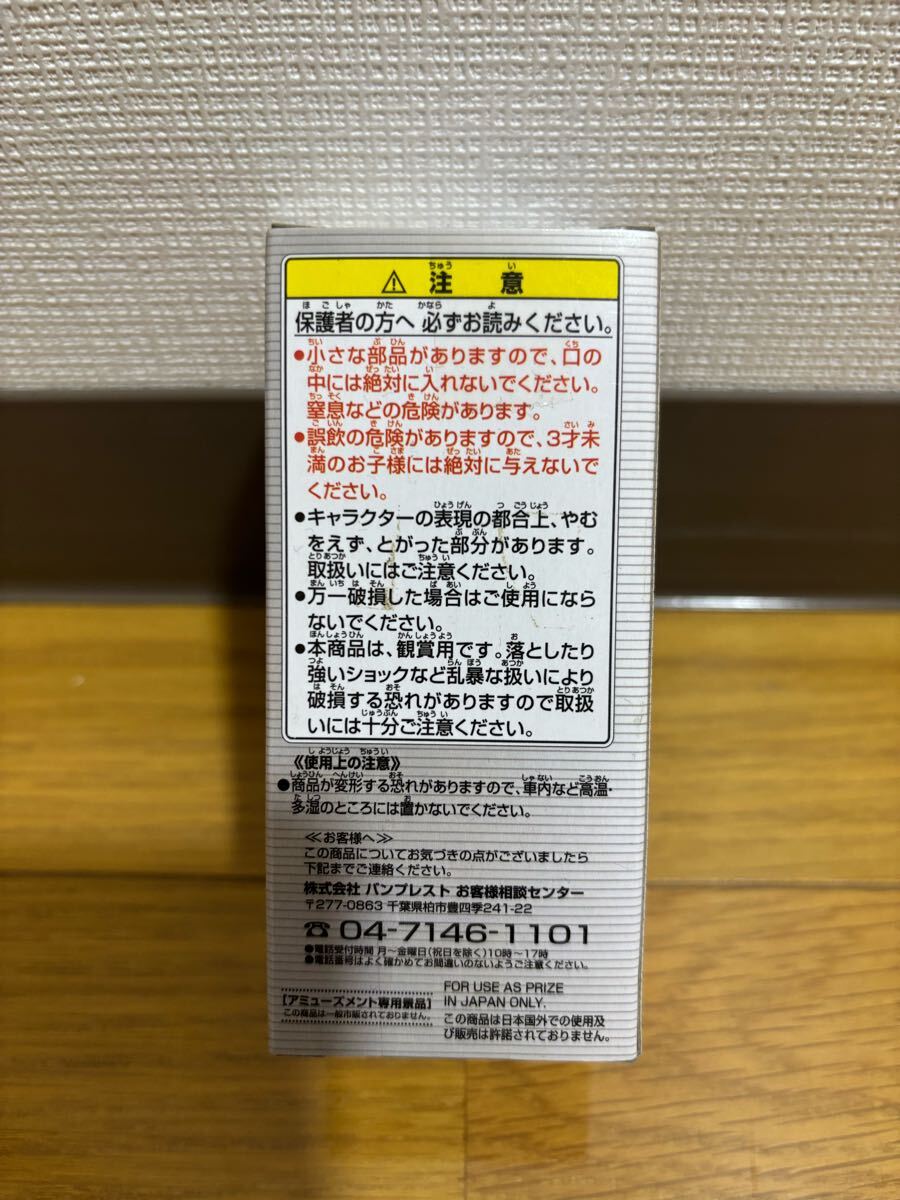 ⚠ 注意
保護者の方へ 必ずお読みください。
●小さな部品がありますので、口の
中には絶対に入れないでください。
窒息などの危険があります。
●誤飲の危険がありますので、3才未
満のお子様には絶対に与えないで
ください。
●キャラクターの表現の都合上、やむ
をえず、とがった部分があります。
取扱いにはご注意ください。
●万一破損した場合はご使用になら
ないでください。
●本商品は、観賞用です。落としたり
強いショックなど乱暴な扱いにより
破損する恐れがありますので取扱
いには十分ご注意ください。
《使用上の注意》
●商品が変形する恐れがありますので、車内など高温・
多湿のところには置かないでください。
≪お客様へ≫
この商品についてお気づきの点がございましたら
下記までご連絡ください。
株式会社 バンプレスト お客様相談センター
〒277-0863 千葉県柏市豊四季241-22
☎ 04-7146-1101
●電話受付時間 月～金曜日(祝日を除く)10時～17時
●電話番号はよく確かめてお間違いのないようご注意ください。
【アミューズメント専用景品】
この商品は一般市販されておりません。
FOR USE AS PRIZE
IN JAPAN ONLY.
この商品は日本国外での使用及
び販売は許諾されておりません。